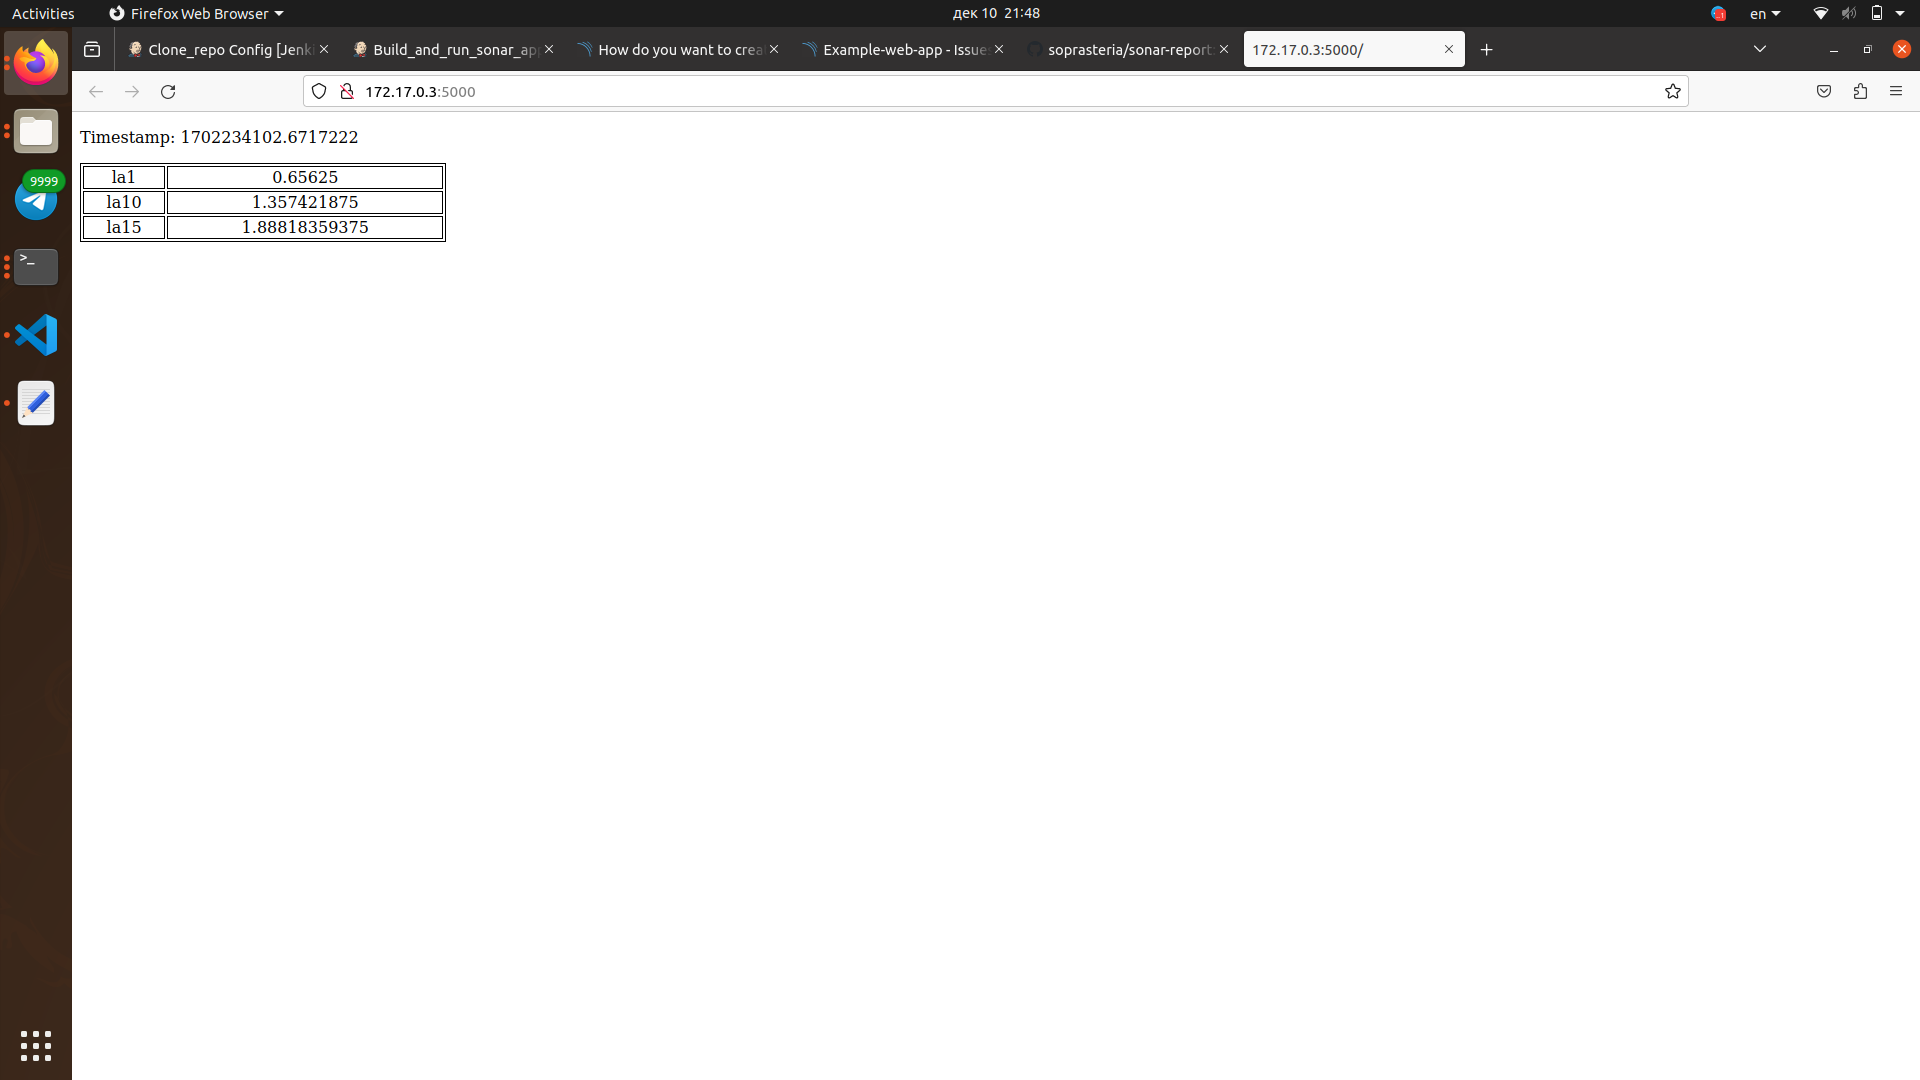 Activities
Firefox Web Browser
дек 10 21:48
en
Clone_repo Config [Jenk
Build_and_run_sonar_ap
How do you want to crea
Example-web-app - Issue
soprasteria/sonar-report
172.17.0.3:5000/
172.17.0.3:5000
9999
>_
Timestamp: 1702234102.6717222
la1 0.65625
la10 1.357421875
la15 1.88818359375